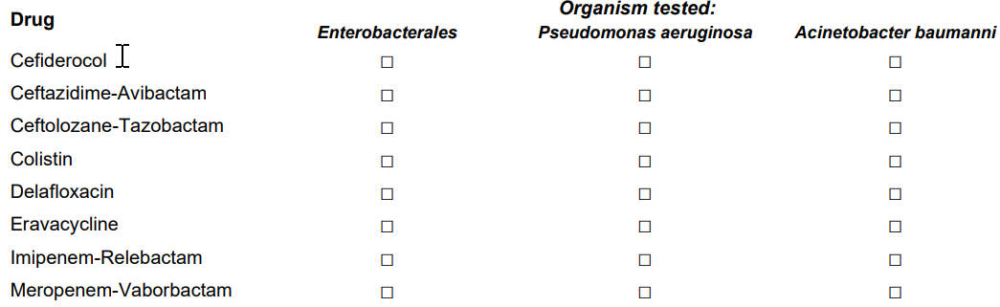 Organism tested:
Drug
Enterobacterales Pseudomonas aeruginosa Acinetobacter baumanni
Cefiderocol ☐ ☐ ☐
Ceftazidime-Avibactam ☐ ☐ ☐
Ceftolozane-Tazobactam ☐ ☐ ☐
Colistin ☐ ☐ ☐
Delafloxacin ☐ ☐ ☐
Eravacycline ☐ ☐ ☐
Imipenem-Relebactam ☐ ☐ ☐
Meropenem-Vaborbactam ☐ ☐ ☐